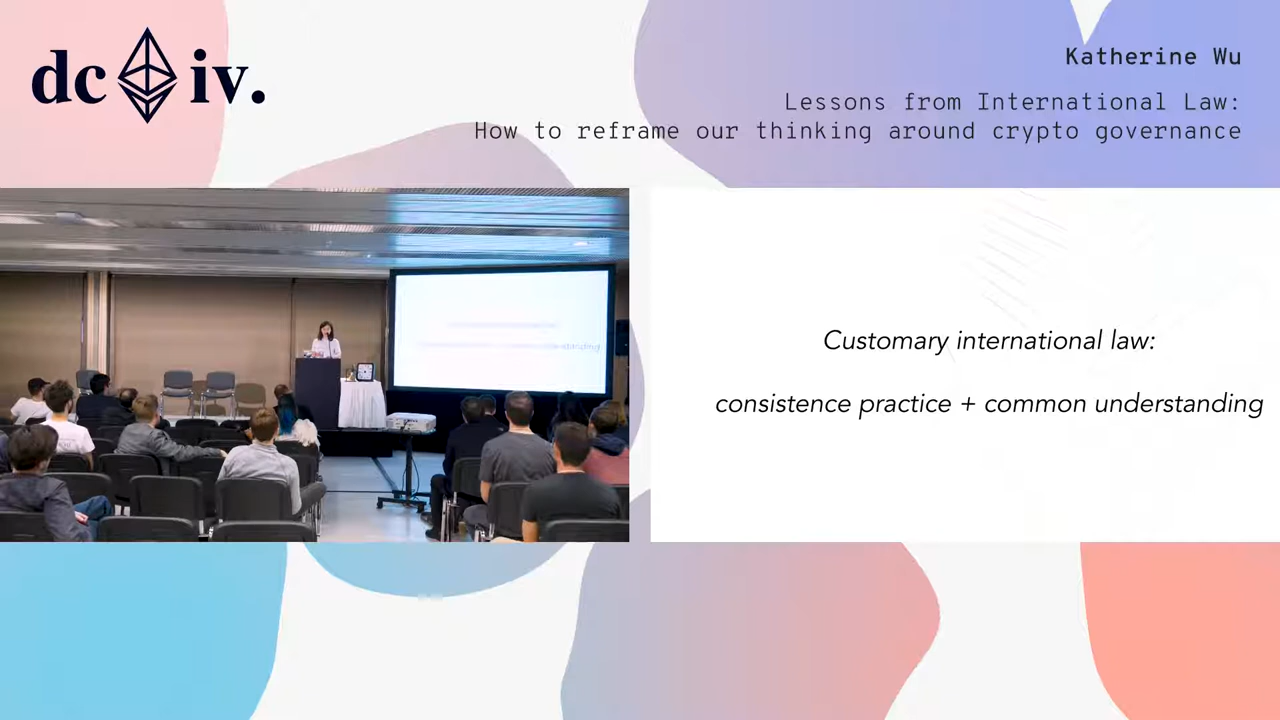 dc iv.
Katherine Wu
Lessons from International Law:
How to reframe our thinking around crypto governance
Customary international law:
consistence practice + common understanding